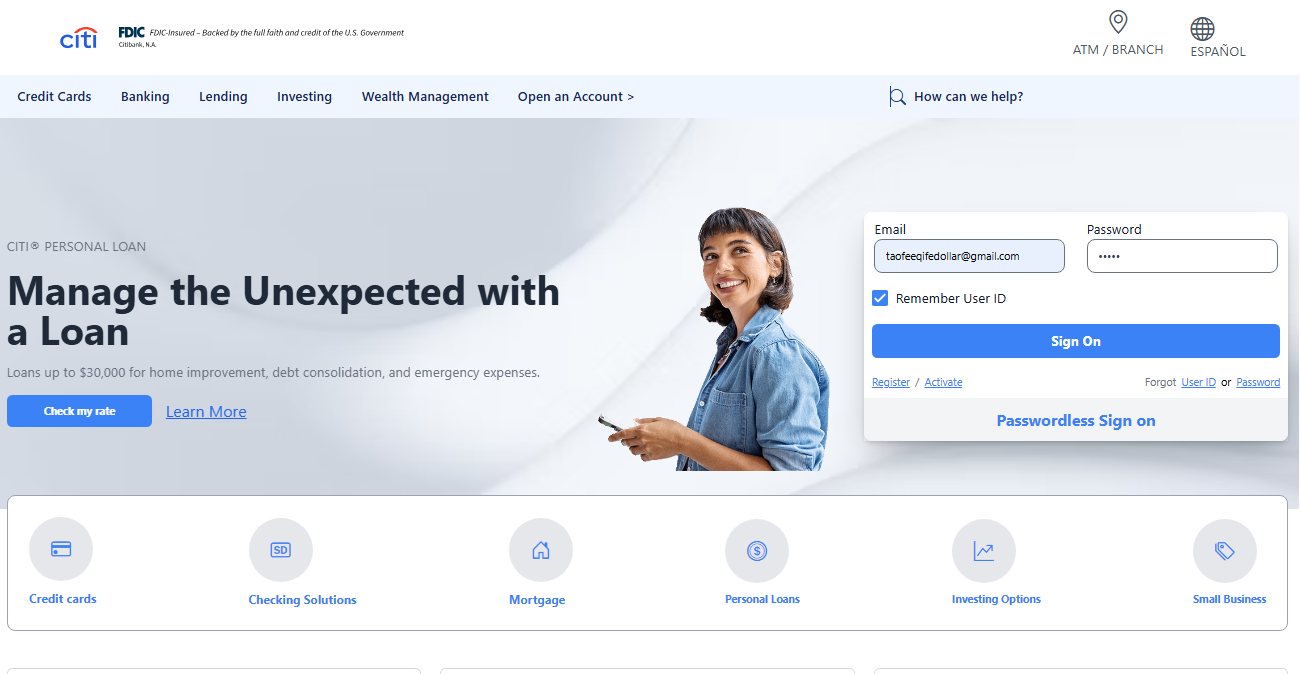 citi
FDIC FDIC-Insured – Backed by the full faith and credit of the U.S. Government
Citibank, N.A.
ATM / BRANCH
ESPAÑOL
Credit Cards
Banking
Lending
Investing
Wealth Management
Open an Account >
How can we help?
CITI® PERSONAL LOAN
Manage the Unexpected with
a Loan
Loans up to $30,000 for home improvement, debt consolidation, and emergency expenses.
Check my rate
Learn More
Email
Password
taofeeqifedollar@gmail.com
•••••
Remember User ID
Sign On
Register / Activate
Forgot User ID or Password
Passwordless Sign on
SD
$
Credit cards
Checking Solutions
Mortgage
Personal Loans
Investing Options
Small Business